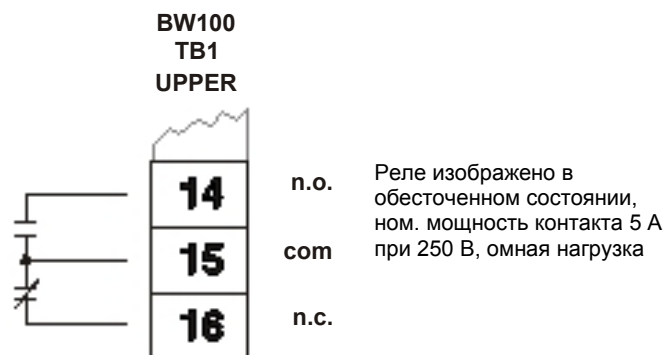 BW100
TB1
UPPER
14
n.o.
15
com
16
n.c.
Реле изображено в
обесточенном состоянии,
ном. мощность контакта 5 А
при 250 В, омная нагрузка